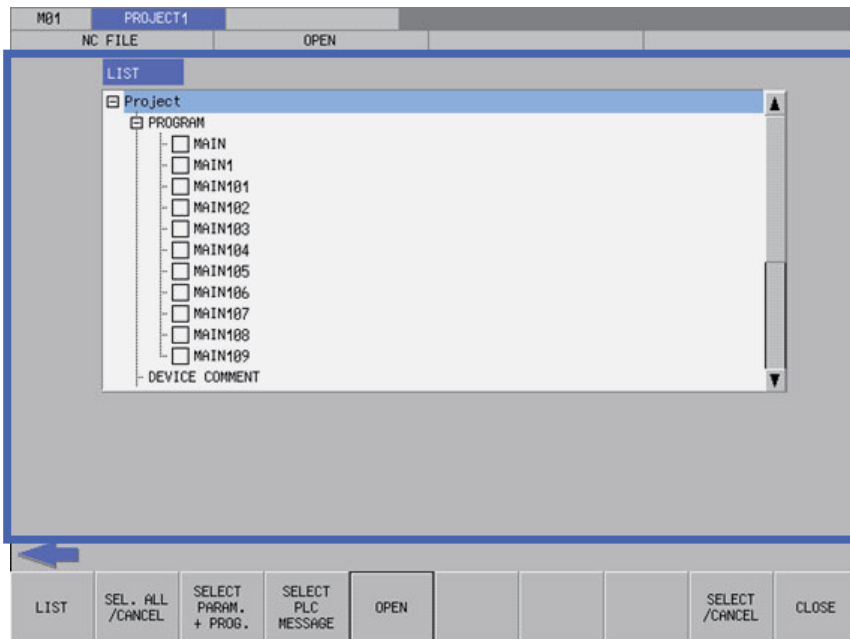 M01 PROJECT1
NC FILE OPEN
LIST
Project
PROGRAM
MAIN
MAIN1
MAIN101
MAIN102
MAIN103
MAIN104
MAIN105
MAIN106
MAIN107
MAIN108
MAIN109
DEVICE COMMENT
LIST
SEL. ALL
/CANCEL
SELECT
PARAM.
+ PROG.
SELECT
PLC
MESSAGE
OPEN
SELECT
/CANCEL
CLOSE